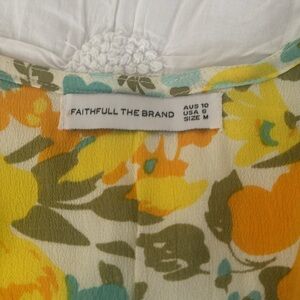 FAITHFULL THE BRAND
AUS 10
USA 6
SIZE M